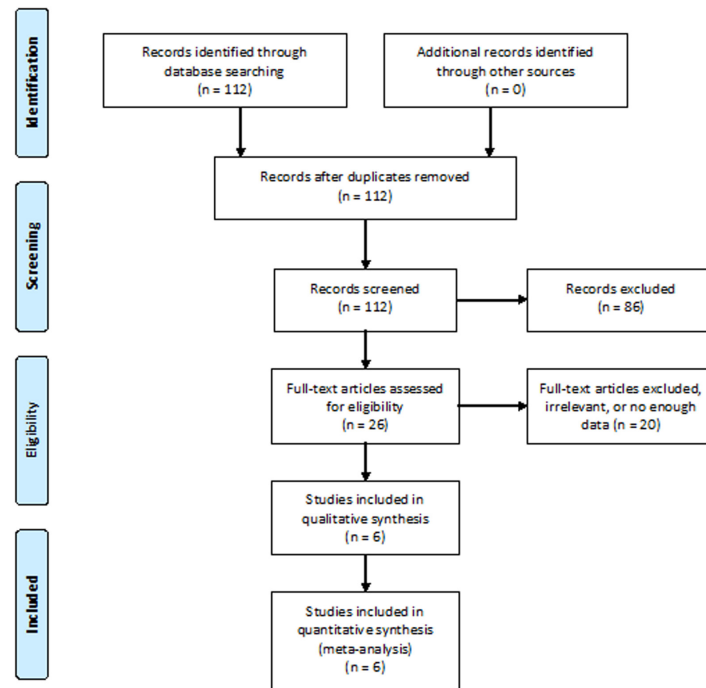 Identification
Records identified through
database searching
(n = 112)
Additional records identified
through other sources
(n = 0)
Records after duplicates removed
(n = 112)
Screening
Records screened
(n = 112)
Records excluded
(n = 86)
Eligibility
Full-text articles assessed
for eligibility
(n = 26)
Full-text articles excluded,
irrelevant, or no enough
data (n = 20)
Studies included in
qualitative synthesis
(n = 6)
Included
Studies included in
quantitative synthesis
(meta-analysis)
(n = 6)